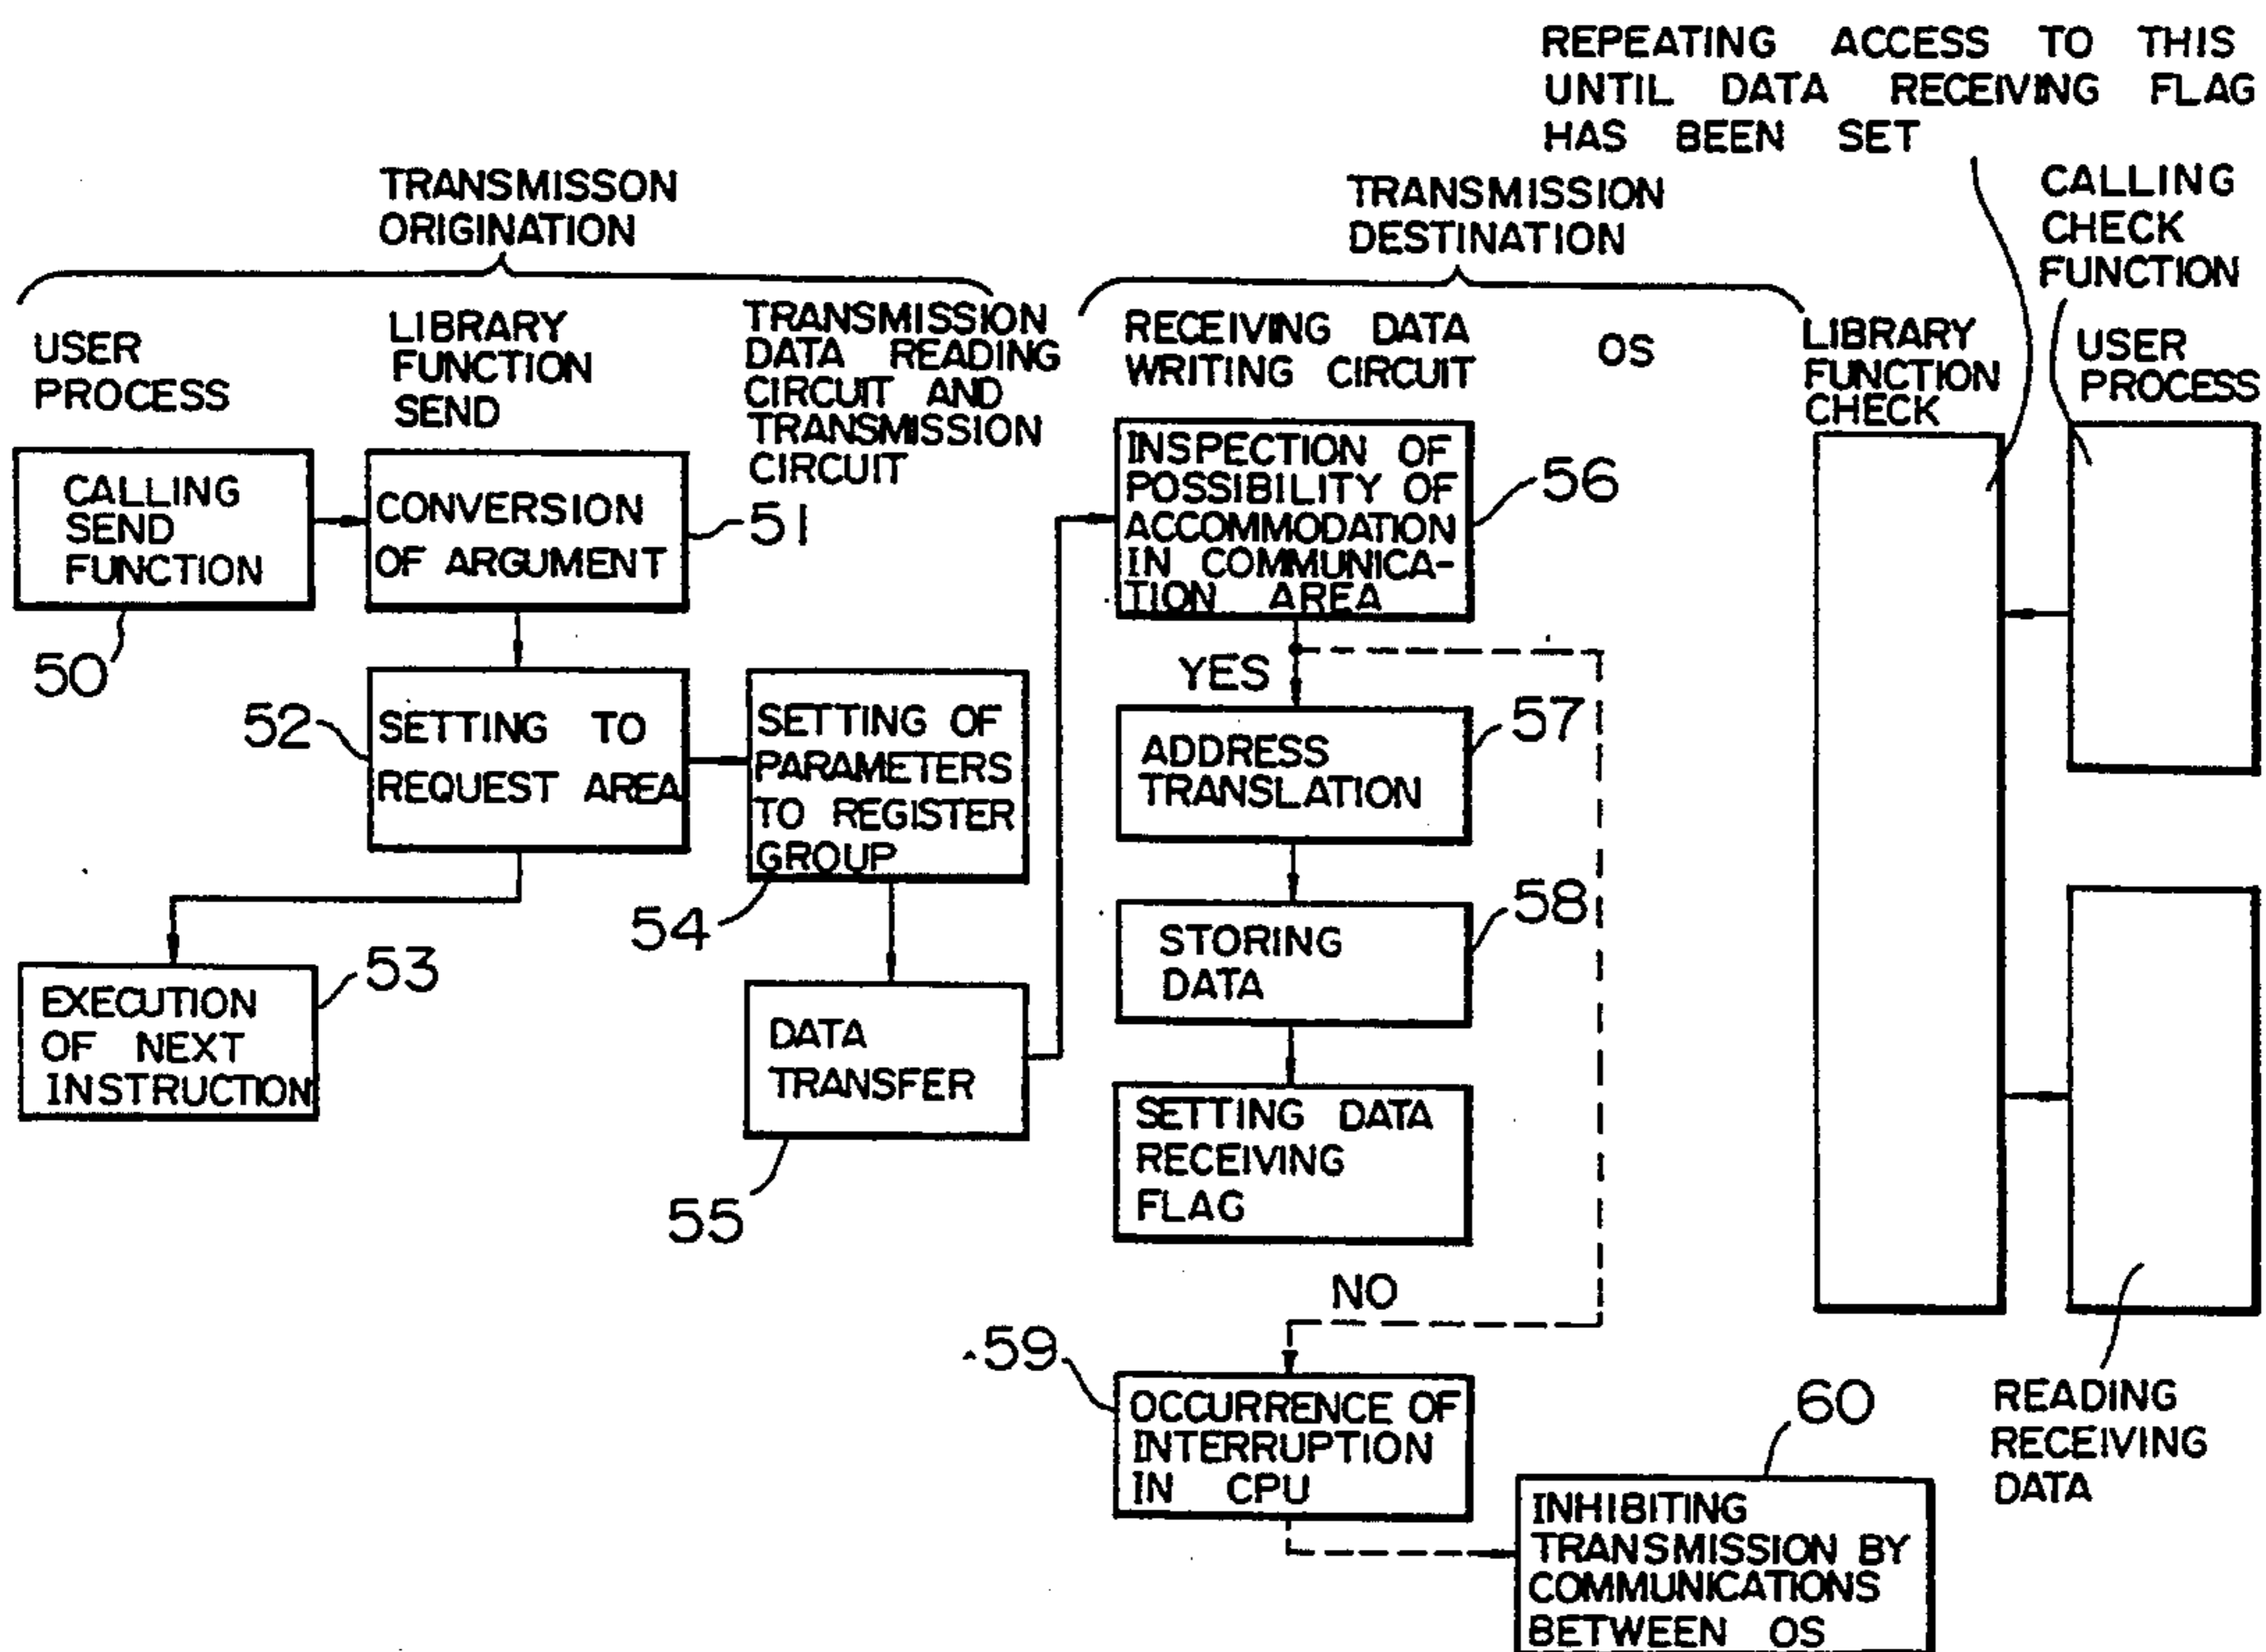 REPEATING ACCESS TO THIS
UNTIL DATA RECEIVING FLAG
HAS BEEN SET
TRANSMISSON
ORIGINATION
TRANSMISSION
DESTINATION
CALLING
CHECK
FUNCTION
USER
PROCESS
LIBRARY
FUNCTION
SEND
TRANSMISSION
DATA READING
CIRCUIT AND
TRANSMISSION
CIRCUIT
RECEIVING DATA
WRITING CIRCUIT
OS
LIBRARY
FUNCTION
CHECK
USER
PROCESS
CALLING
SEND
FUNCTION
50
CONVERSION
OF ARGUMENT
51
52
SETTING TO
REQUEST AREA
EXECUTION
OF NEXT
INSTRUCTION
53
SETTING OF
PARAMETERS
TO REGISTER
GROUP
54
DATA
TRANSFER
55
INSPECTION OF
POSSIBILITY OF
ACCOMMODATION
IN COMMUNICA-
TION AREA
56
YES
ADDRESS
TRANSLATION
57
STORING
DATA
58
SETTING DATA
RECEIVING
FLAG
NO
59
OCCURRENCE OF
INTERRUPTION
IN CPU
60
INHIBITING
TRANSMISSION BY
COMMUNICATIONS
BETWEEN OS
READING
RECEIVING
DATA